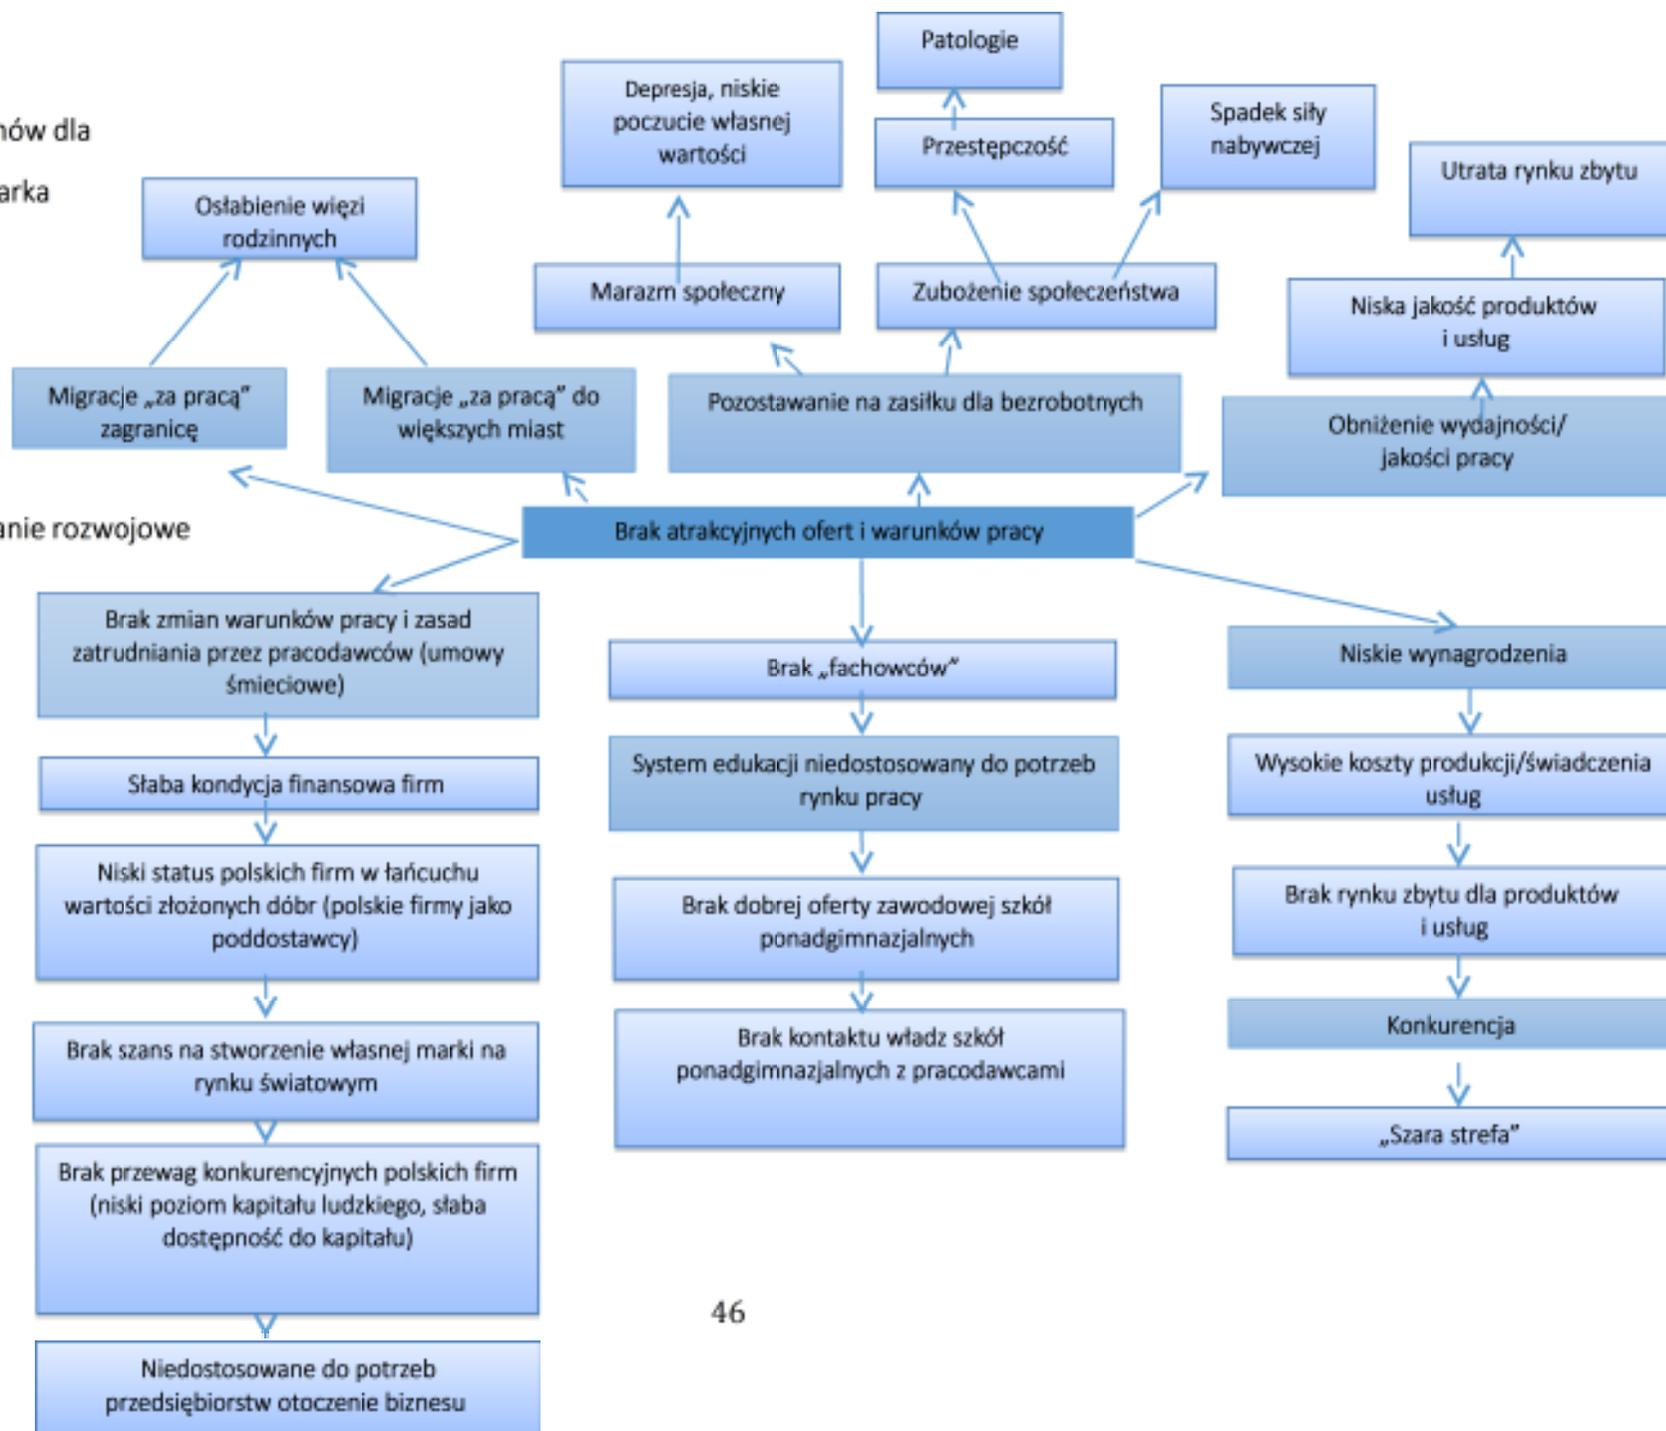 Patologie
Depresja, niskie
poczucie własnej
wartości
Spadek siły
nabywczej
dla
Przestępczość
Utrata rynku zbytu
Osłabienie więzi
rodzinnych
Marazm społeczny
Zubożenie społeczeństwa
Niska jakość produktów
i usług
Migracje „za pracą”
zagranicę
Migracje „za pracą” do
większych miast
Pozostawanie na zasiłku dla bezrobotnych
Obniżenie wydajności/
jakości pracy
rozwojowe
Brak atrakcyjnych ofert i warunków pracy
Brak zmian warunków pracy i zasad
zatrudniania przez pracodawców (umowy
śmieciowe)
Słaba kondycja finansowa firm
Niski status polskich firm w łańcuchu
wartości złożonych dóbr (polskie firmy jako
poddostawcy)
Brak szans na stworzenie własnej marki na
rynku światowym
Brak przewag konkurencyjnych polskich firm
(niski poziom kapitału ludzkiego, słaba
dostępność do kapitału)
Niedostosowane do potrzeb
przedsiębiorstw otoczenie biznesu
Brak „fachowców”
System edukacji niedostosowany do potrzeb
rynku pracy
Brak dobrej oferty zawodowej szkół
ponadgimnazjalnych
Brak kontaktu władz szkół
ponadgimnazjalnych z pracodawcami
Niskie wynagrodzenia
Wysokie koszty produkcji/świadczenia
usług
Brak rynku zbytu dla produktów
i usług
Konkurencja
„Szara strefa”
46